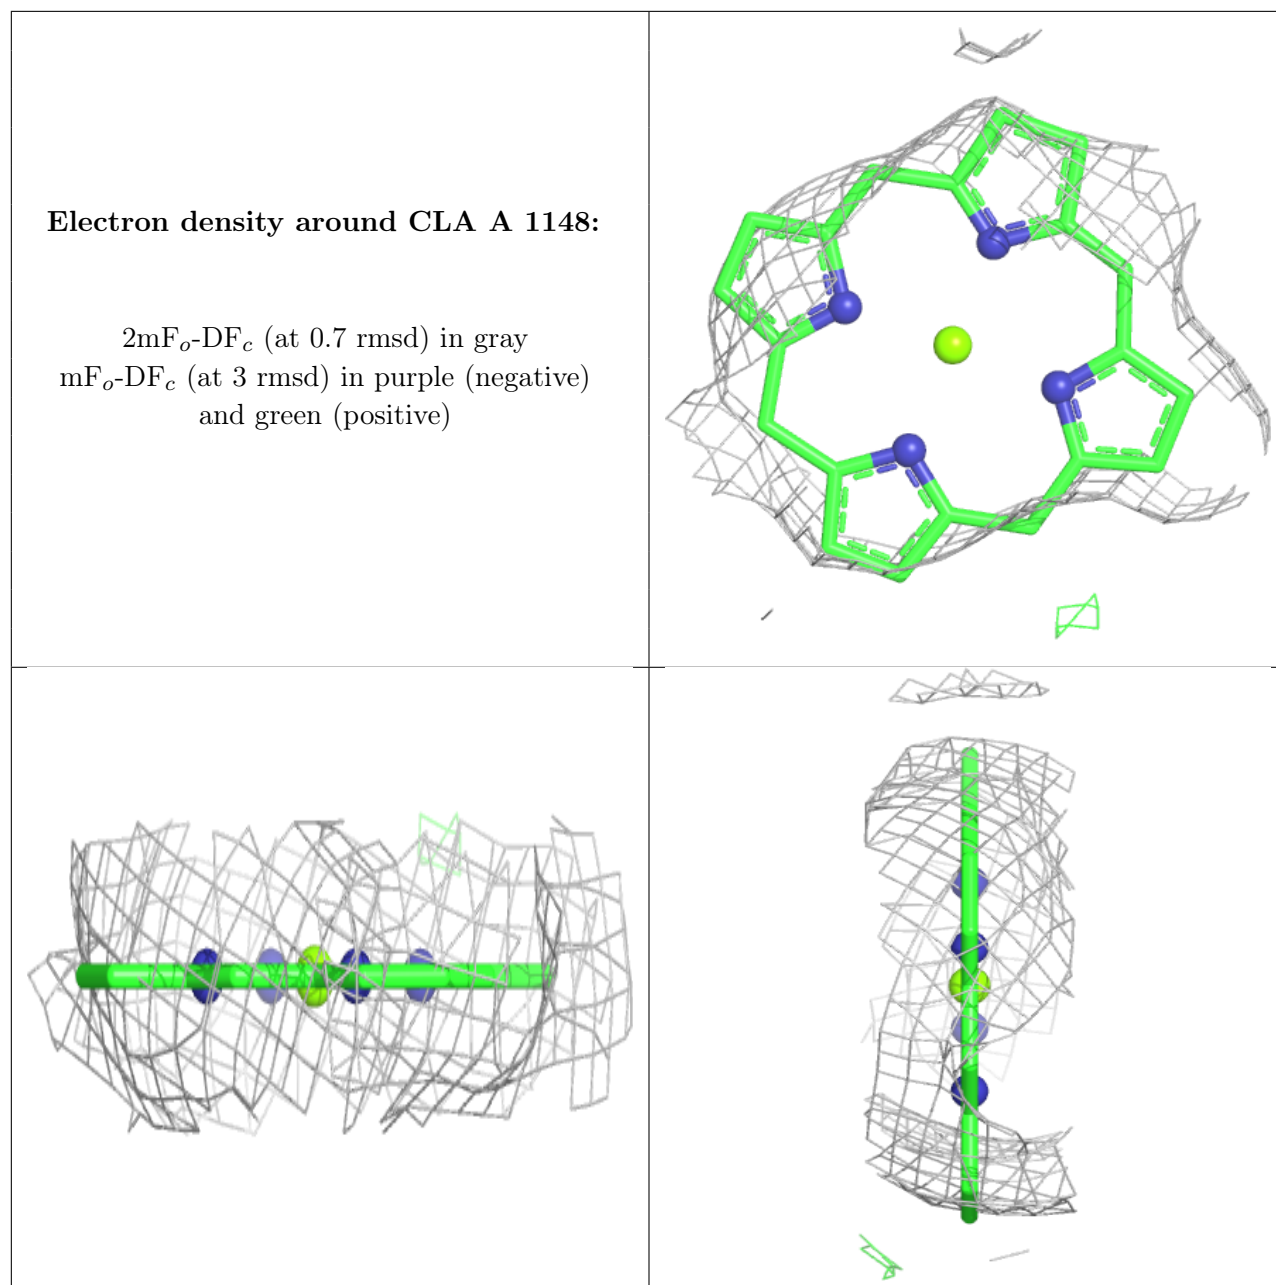 Electron density around CLA A 1148:
2mFₒ-DF𝑐 (at 0.7 rmsd) in gray
mFₒ-DF𝑐 (at 3 rmsd) in purple (negative)
and green (positive)